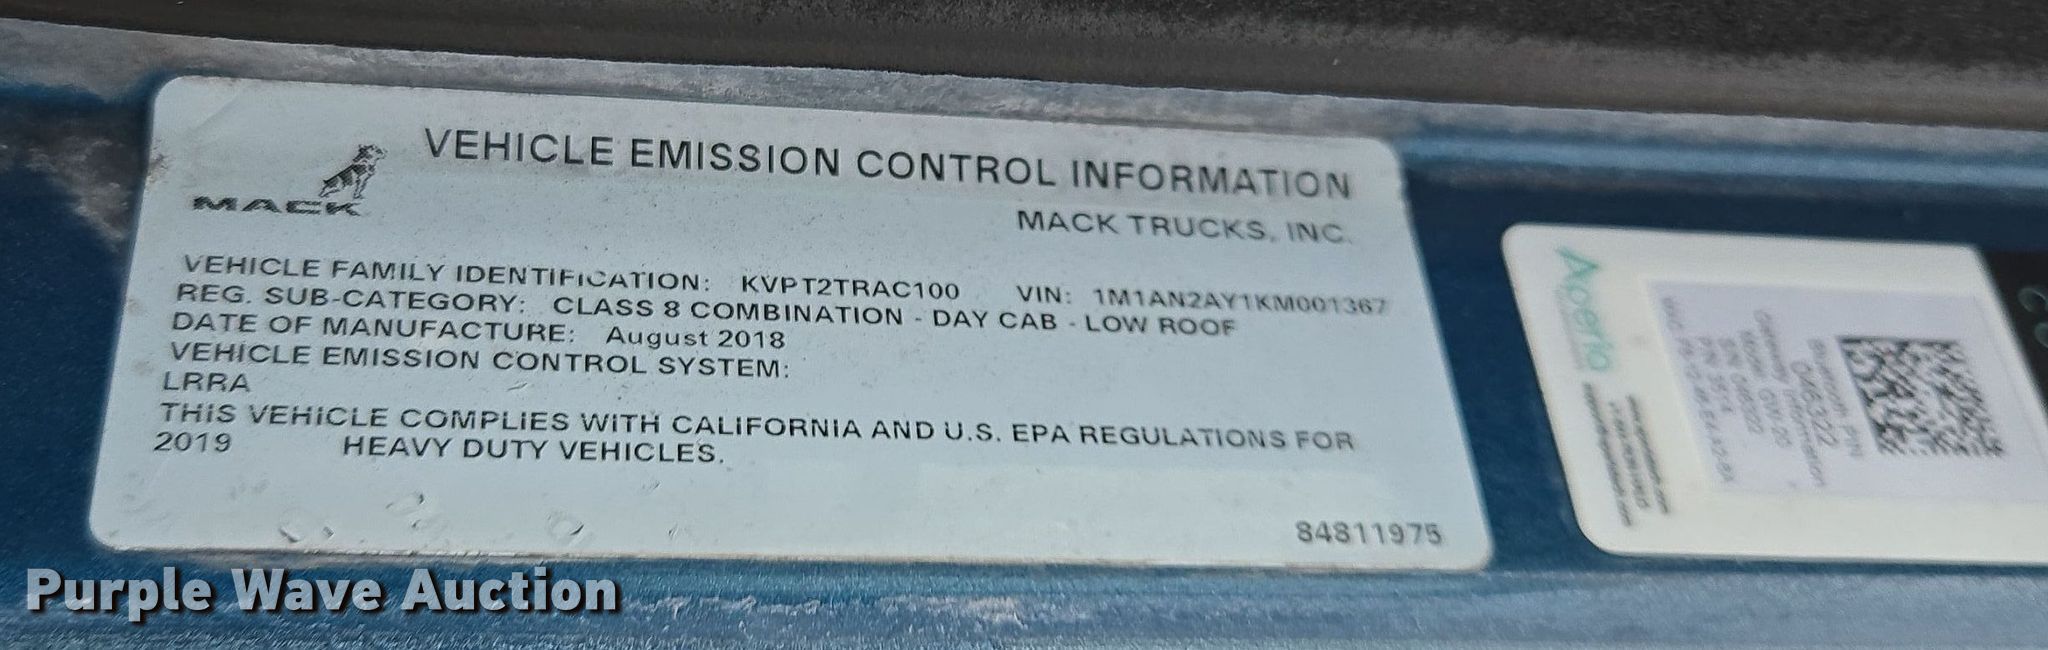 MACK
VEHICLE EMISSION CONTROL INFORMATION
MACK TRUCKS, INC.
VEHICLE FAMILY IDENTIFICATION: KVPT2TRAC100 VIN: 1M1AN2AY1KM001367
REG. SUB-CATEGORY: CLASS 8 COMBINATION - DAY CAB - LOW ROOF
DATE OF MANUFACTURE: August 2018
VEHICLE EMISSION CONTROL SYSTEM:
LRRA
THIS VEHICLE COMPLIES WITH CALIFORNIA AND U.S. EPA REGULATIONS FOR
2019 HEAVY DUTY VEHICLES.
84811975
Purple Wave Auction